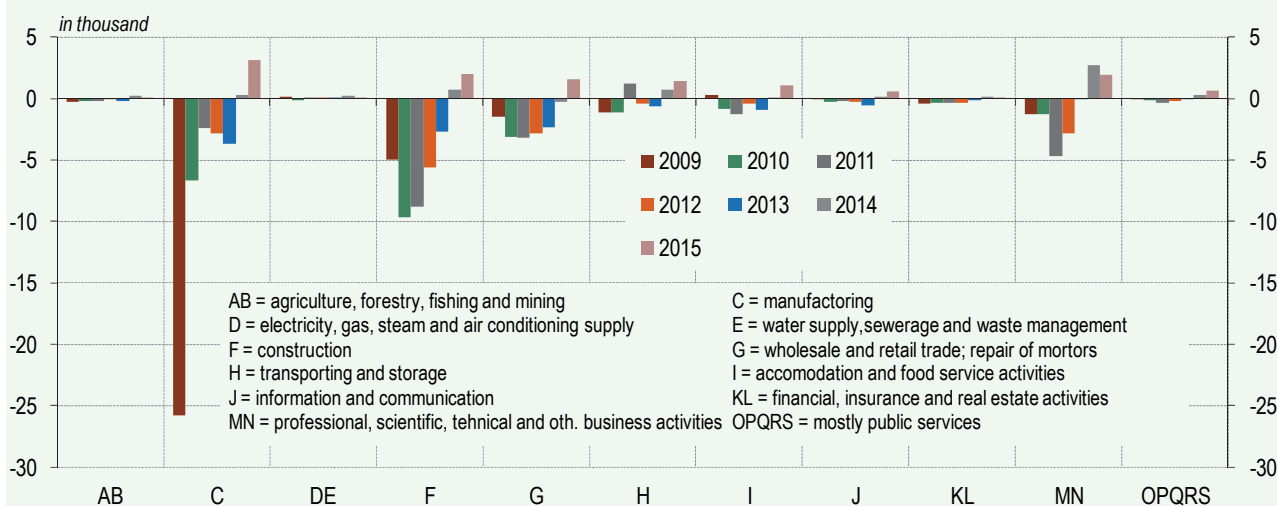 in thousand
5 5
0 0
-5 -5
2009 2010 2011
2012 2013 2014
2015
-10 -10
-15 -15
AB = agriculture, forestry, fishing and mining C = manufactoring
D = electricity, gas, steam and air conditioning supply E = water supply,sewerage and waste management
-20 -20
F = construction G = wholesale and retail trade; repair of mortors
H = transporting and storage I = accomodation and food service activities
J = information and communication KL = financial, insurance and real estate activities
-25 -25
MN = professional, scientific, tehnical and oth. business activities OPQRS = mostly public services
-30 -30
AB C DE F G H I J KL MN OPQRS